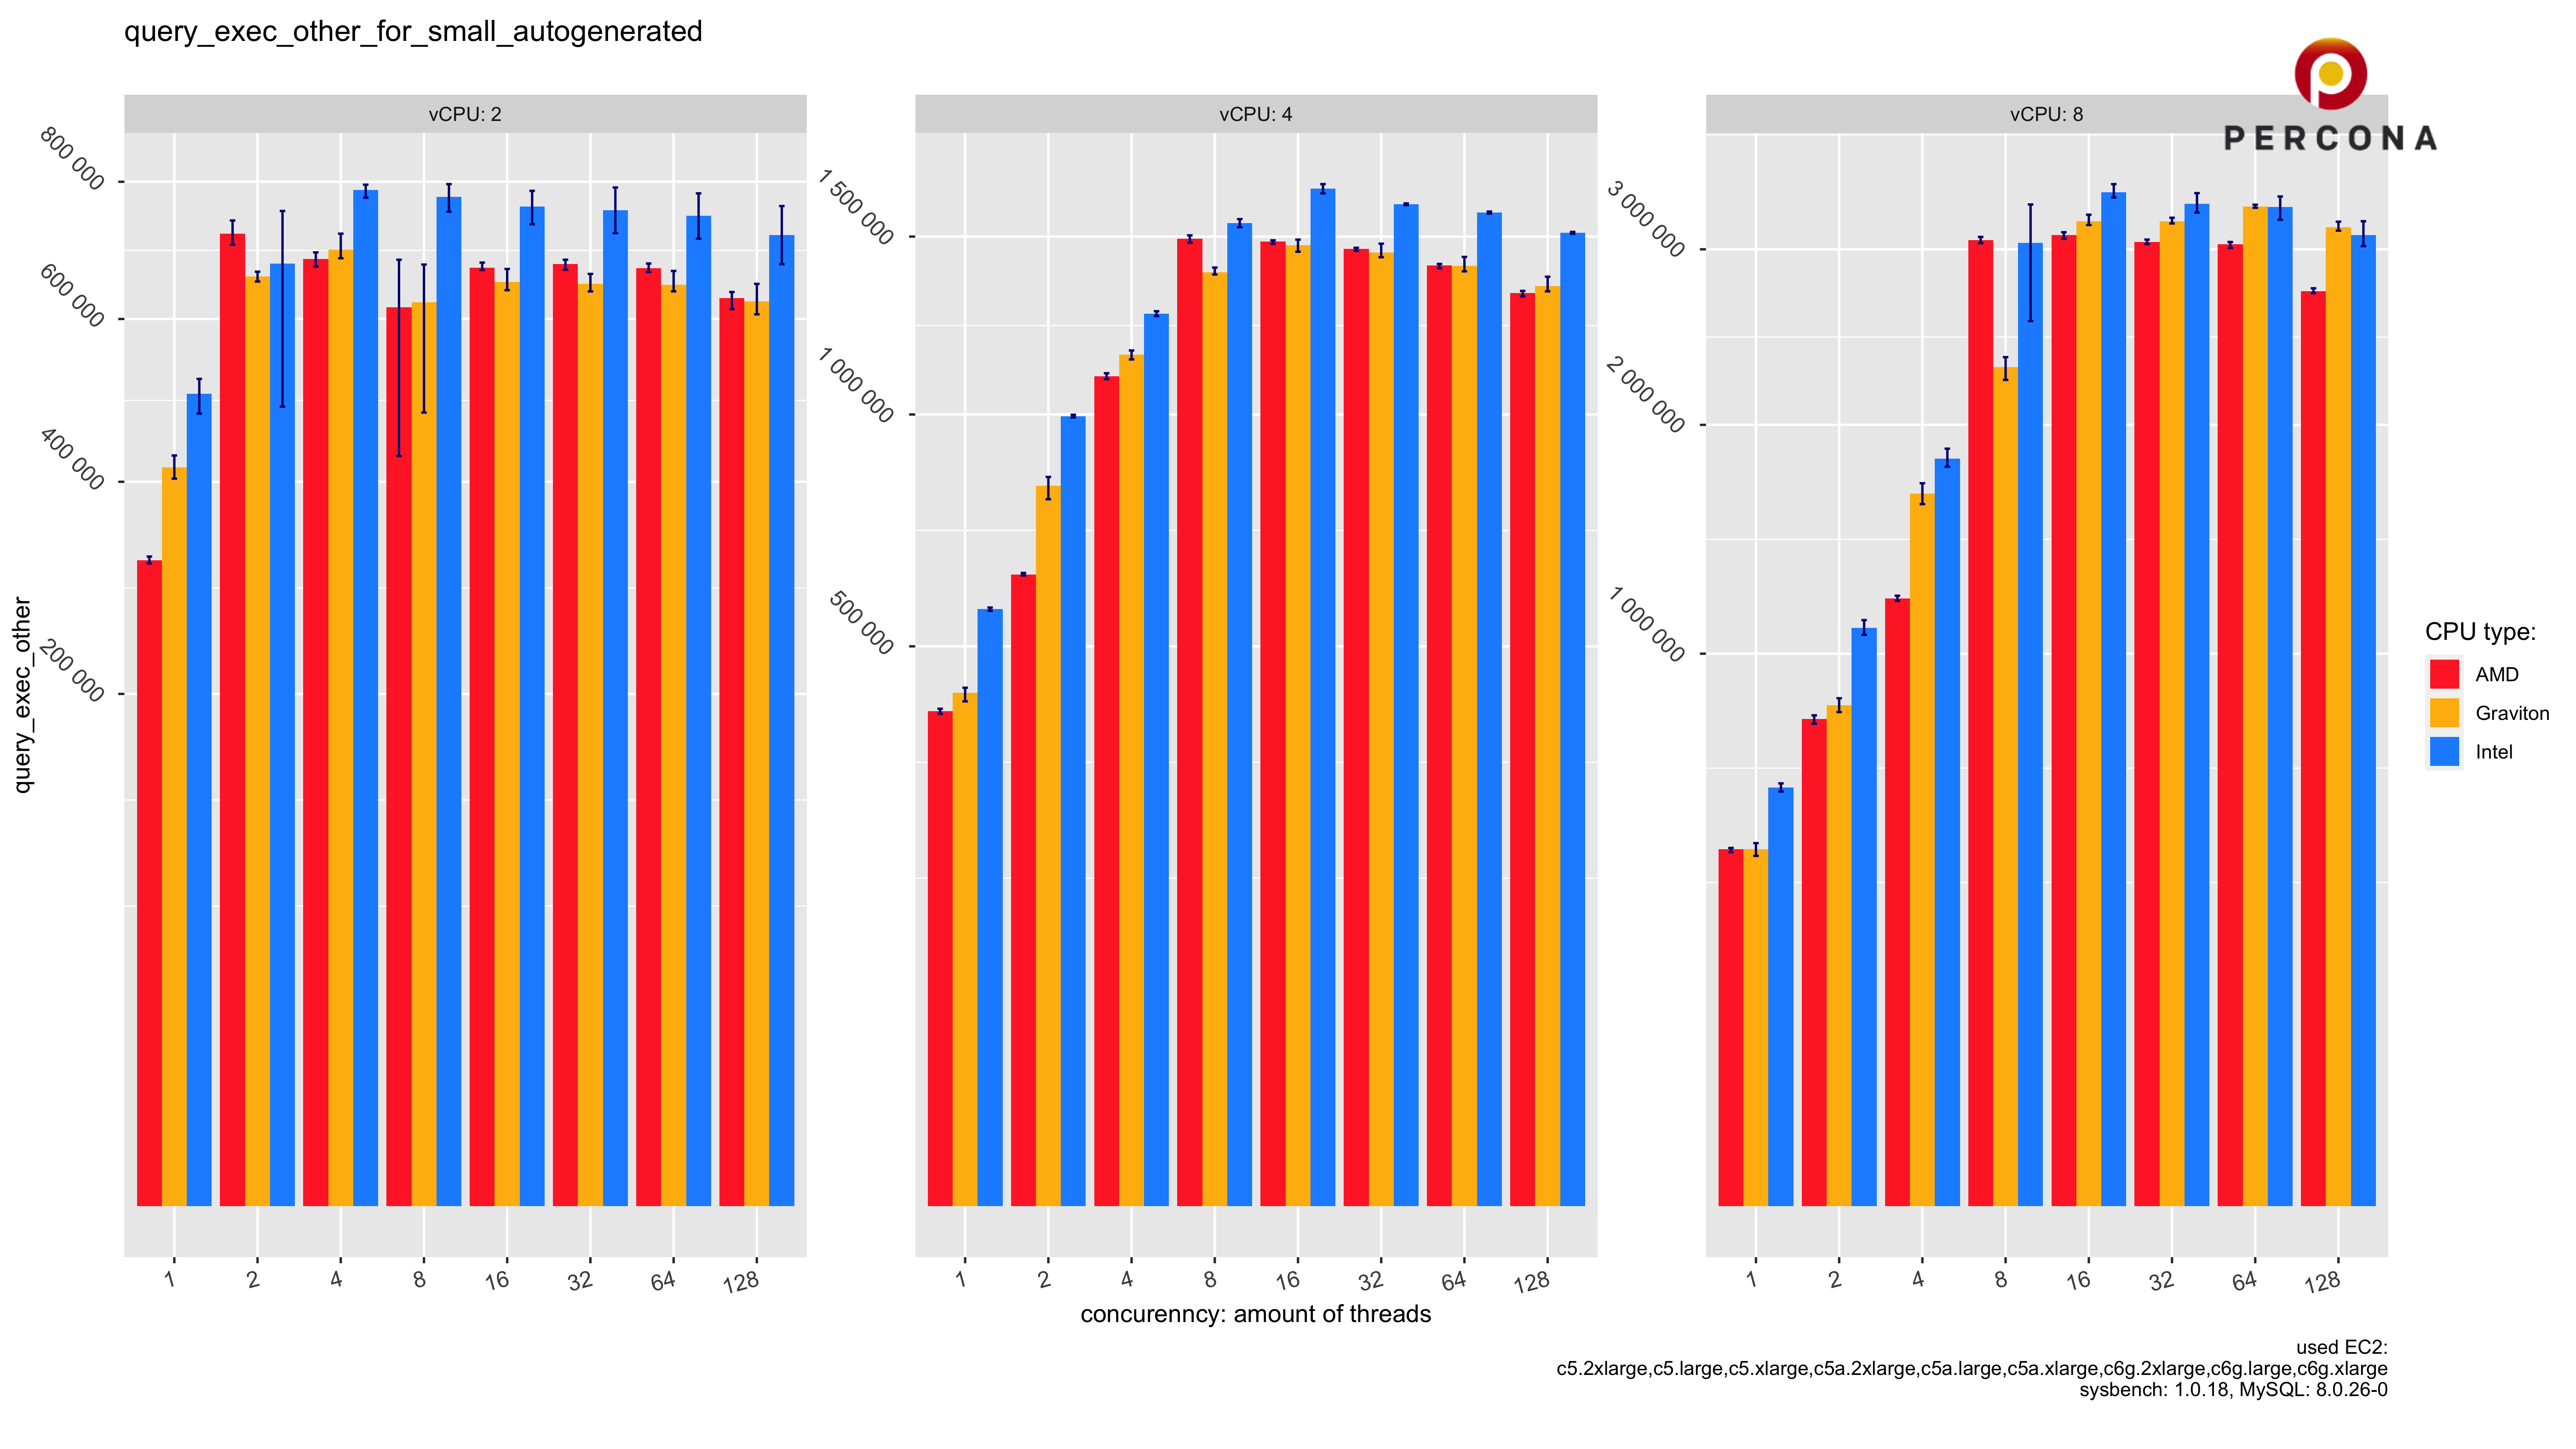 query_exec_other_for_small_autogenerated
PERCONA
vCPU: 2
vCPU: 4
vCPU: 8
query_exec_other
800 000
600 000
400 000
200 000
1 500 000
1 000 000
500 000
3 000 000
2 000 000
1 000 000
1 2 4 8 16 32 64 128
1 2 4 8 16 32 64 128
1 2 4 8 16 32 64 128
concurenncy: amount of threads
CPU type:
AMD
Graviton
Intel
used EC2:
c5.2xlarge,c5.large,c5.xlarge,c5a.2xlarge,c5a.large,c5a.xlarge,c6g.2xlarge,c6g.large,c6g.xlarge
sysbench: 1.0.18, MySQL: 8.0.26-0